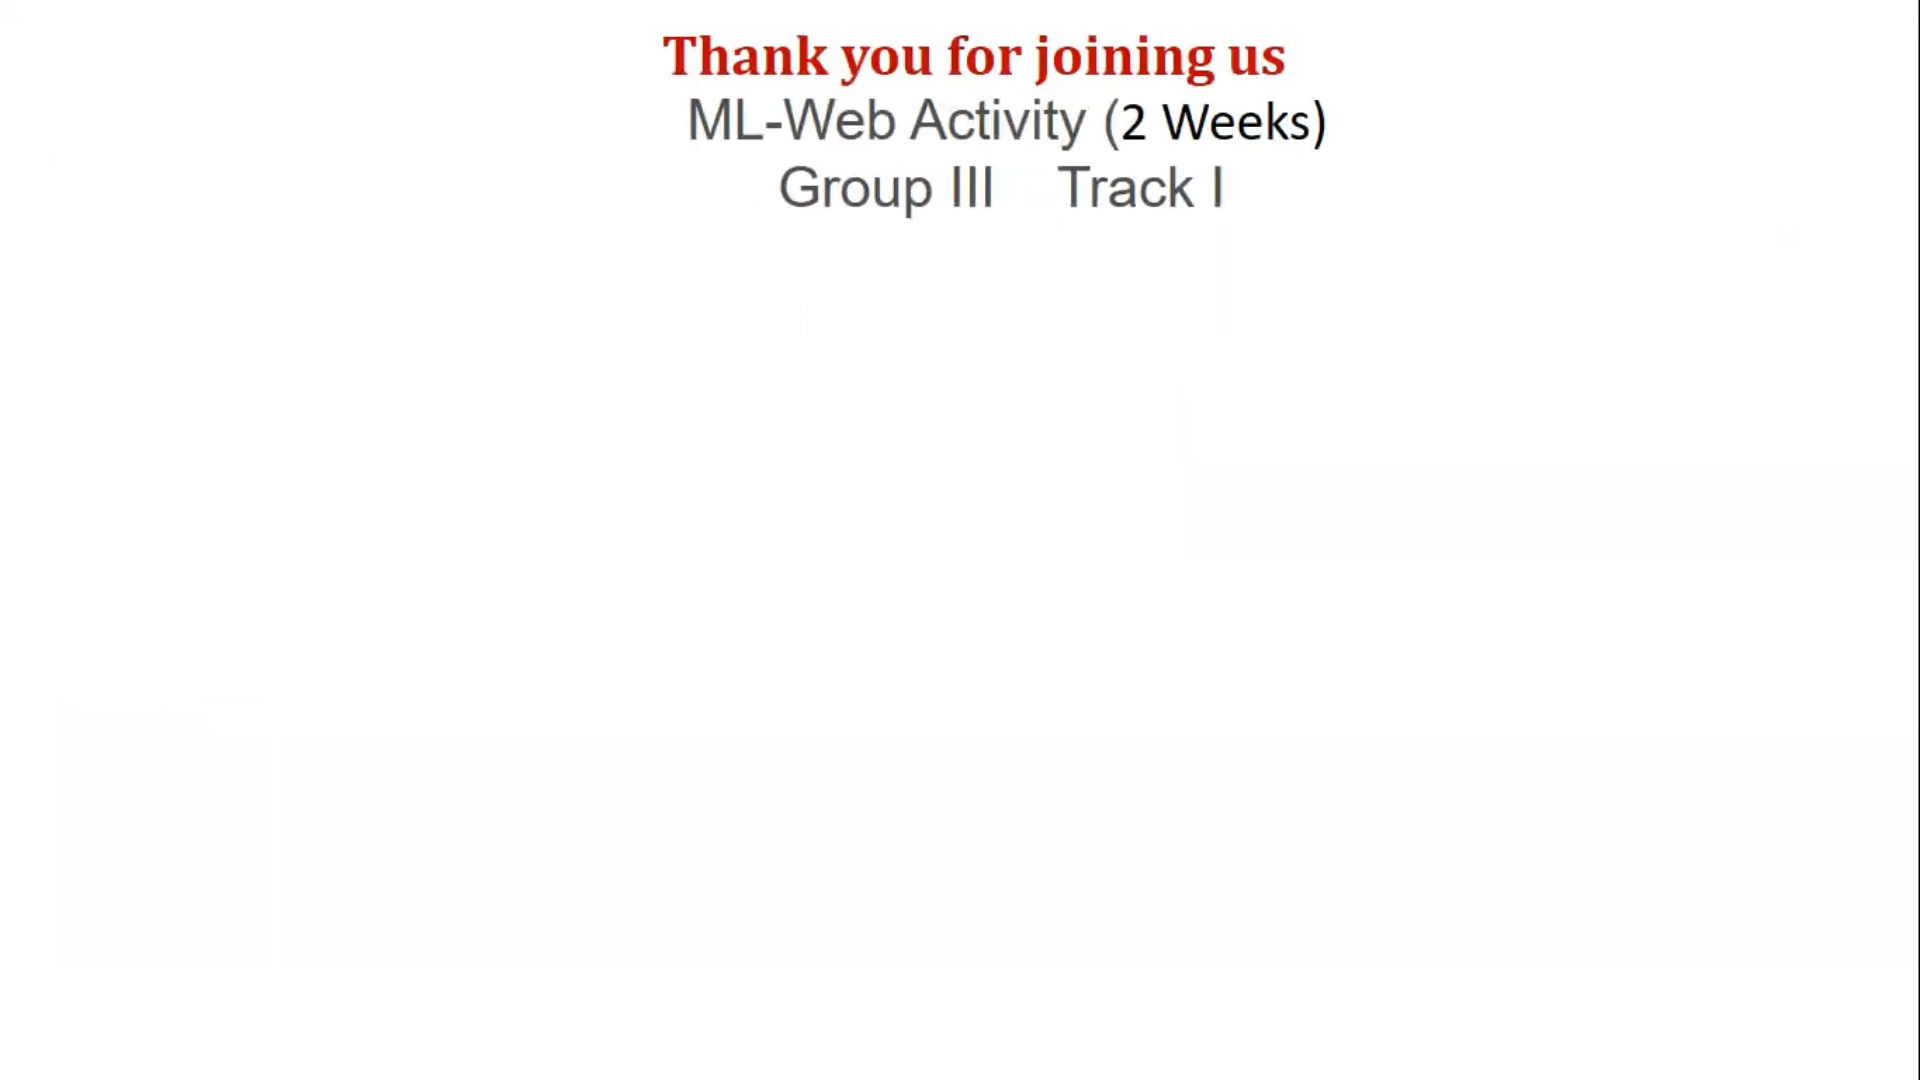 Thank you for joining us
ML-Web Activity (2 Weeks)
Group III Track I